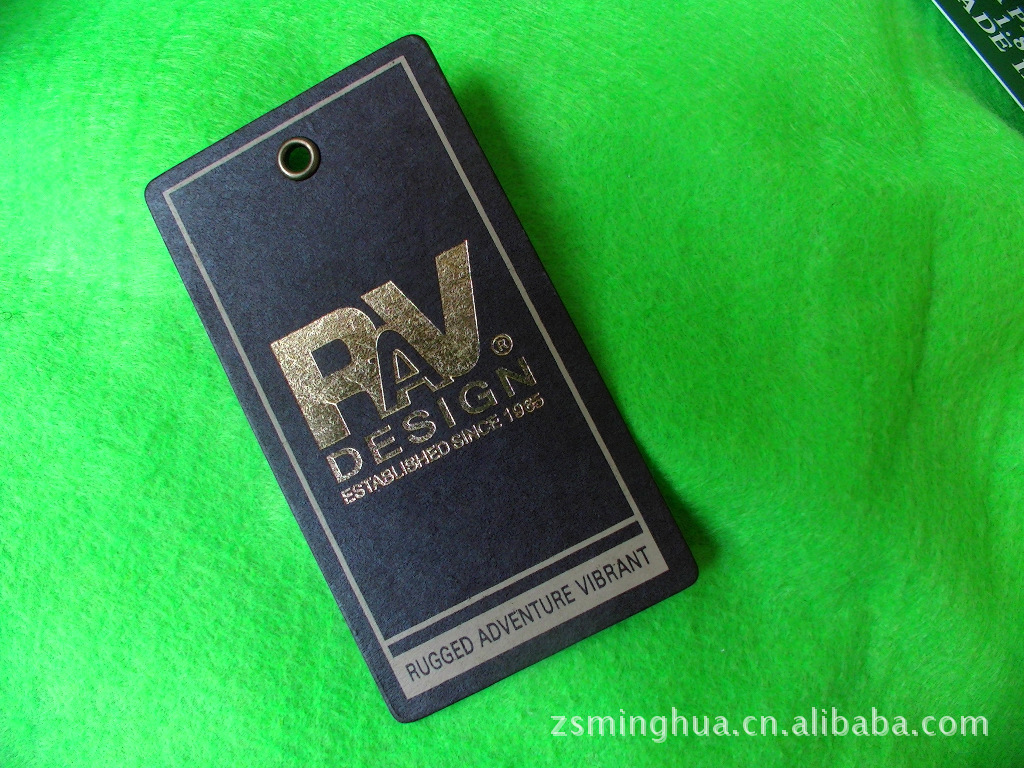 RAV®
DESIGN
ESTABLISHED SINCE 1985
RUGGED ADVENTURE VIBRANT
zsminghua.cn.alibaba.com